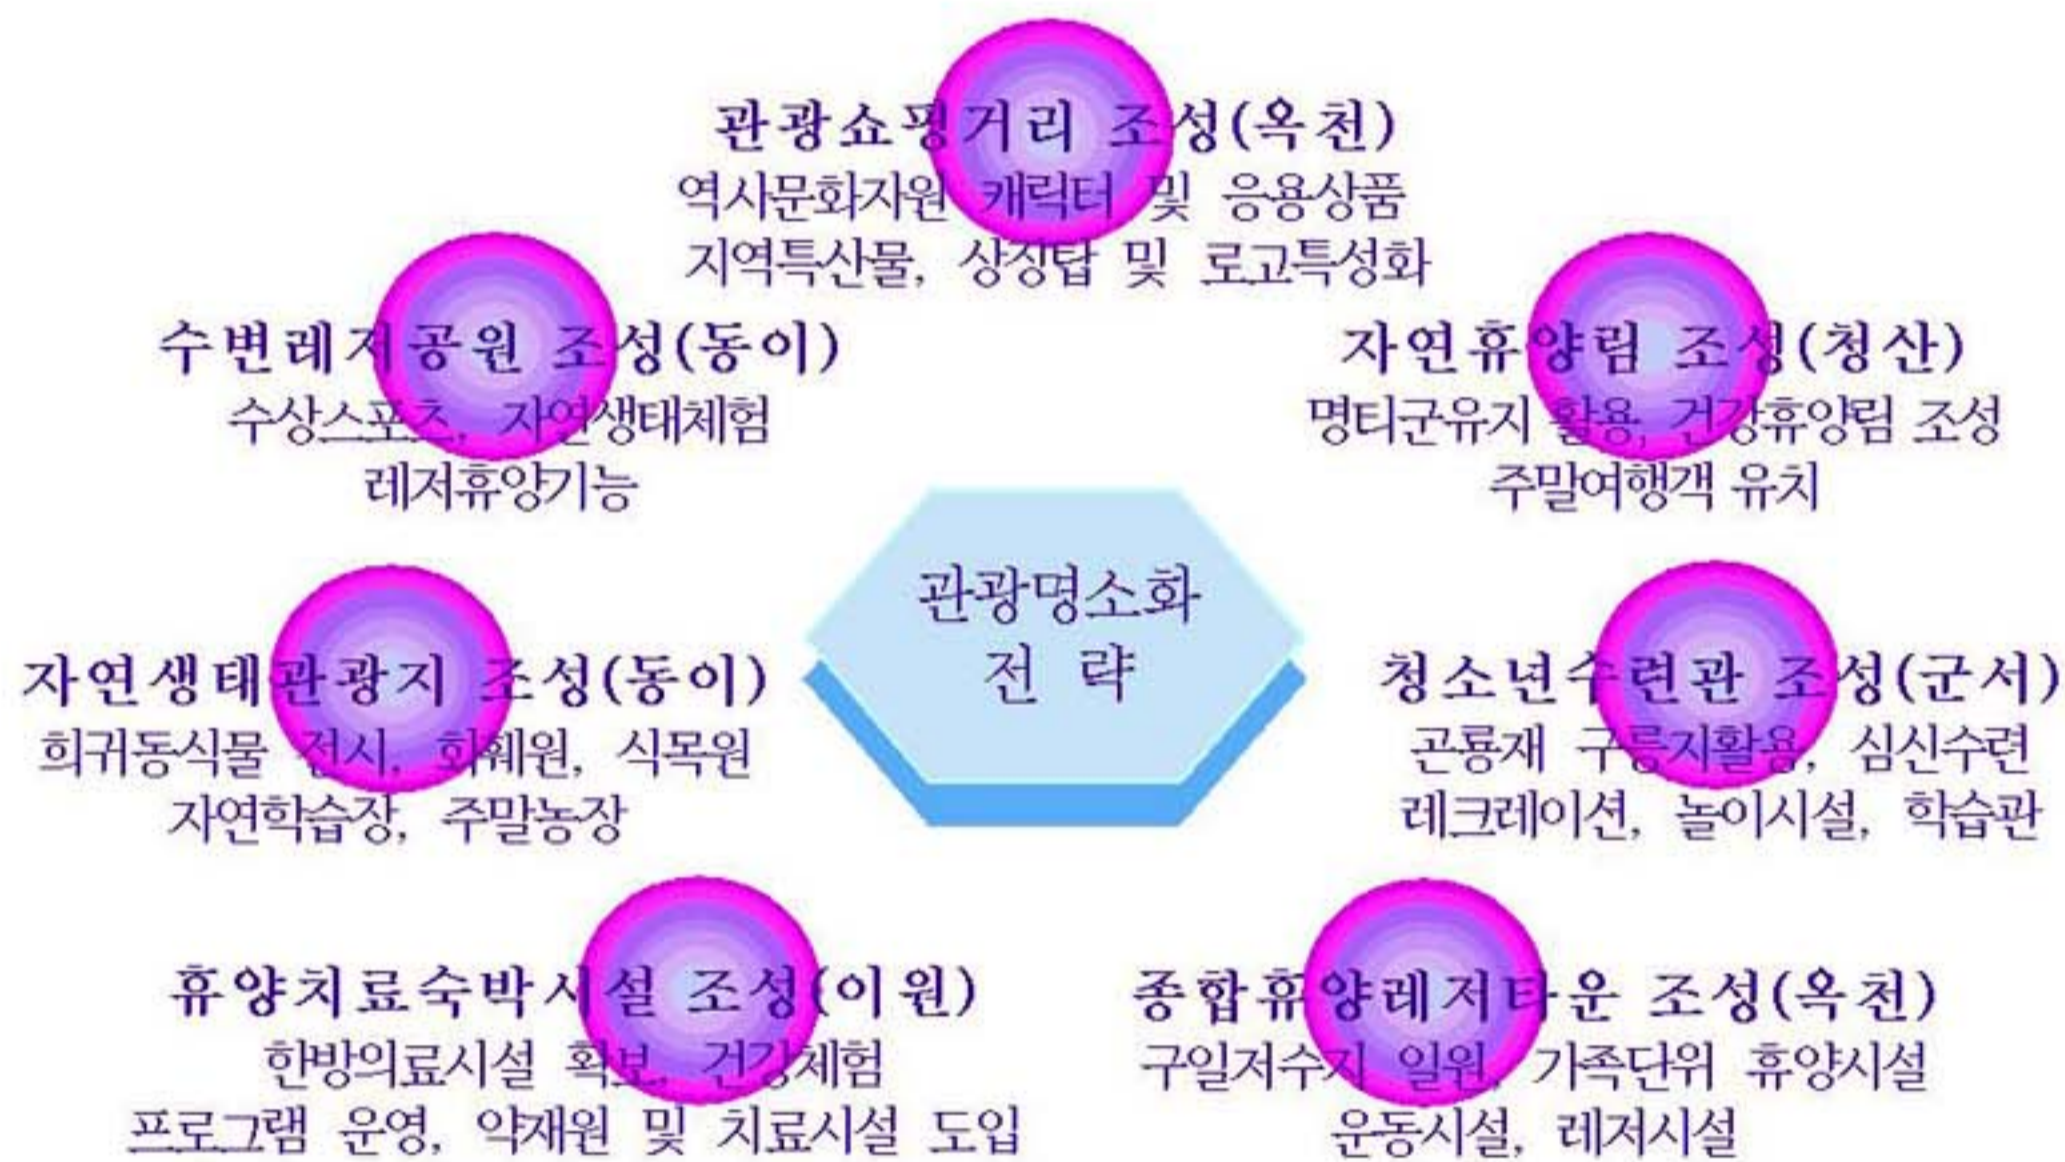 관광쇼핑거리 조성(옥천)
역사문화자원 캐릭터 및 응용상품
지역특산물, 상징탑 및 로고특성화
수변레저공원 조성(동이)
수상스포츠, 자연생태체험
레저휴양기능
자연휴양림 조성(청산)
명티군유지 활용, 건강휴양림 조성
주말여행객 유치
관광명소화
전 략
자연생태관광지 조성(동이)
희귀동식물 전시, 화훼원, 식목원
자연학습장, 주말농장
청소년수련관 조성(군서)
곤룡재 구릉지활용, 심신수련
레크레이션, 놀이시설, 학습관
휴양치료숙박시설 조성(이원)
한방의료시설 확보, 건강체험
프로그램 운영, 약재원 및 치료시설 도입
종합휴양레저타운 조성(옥천)
구일저수지 일원, 가족단위 휴양시설
운동시설, 레저시설